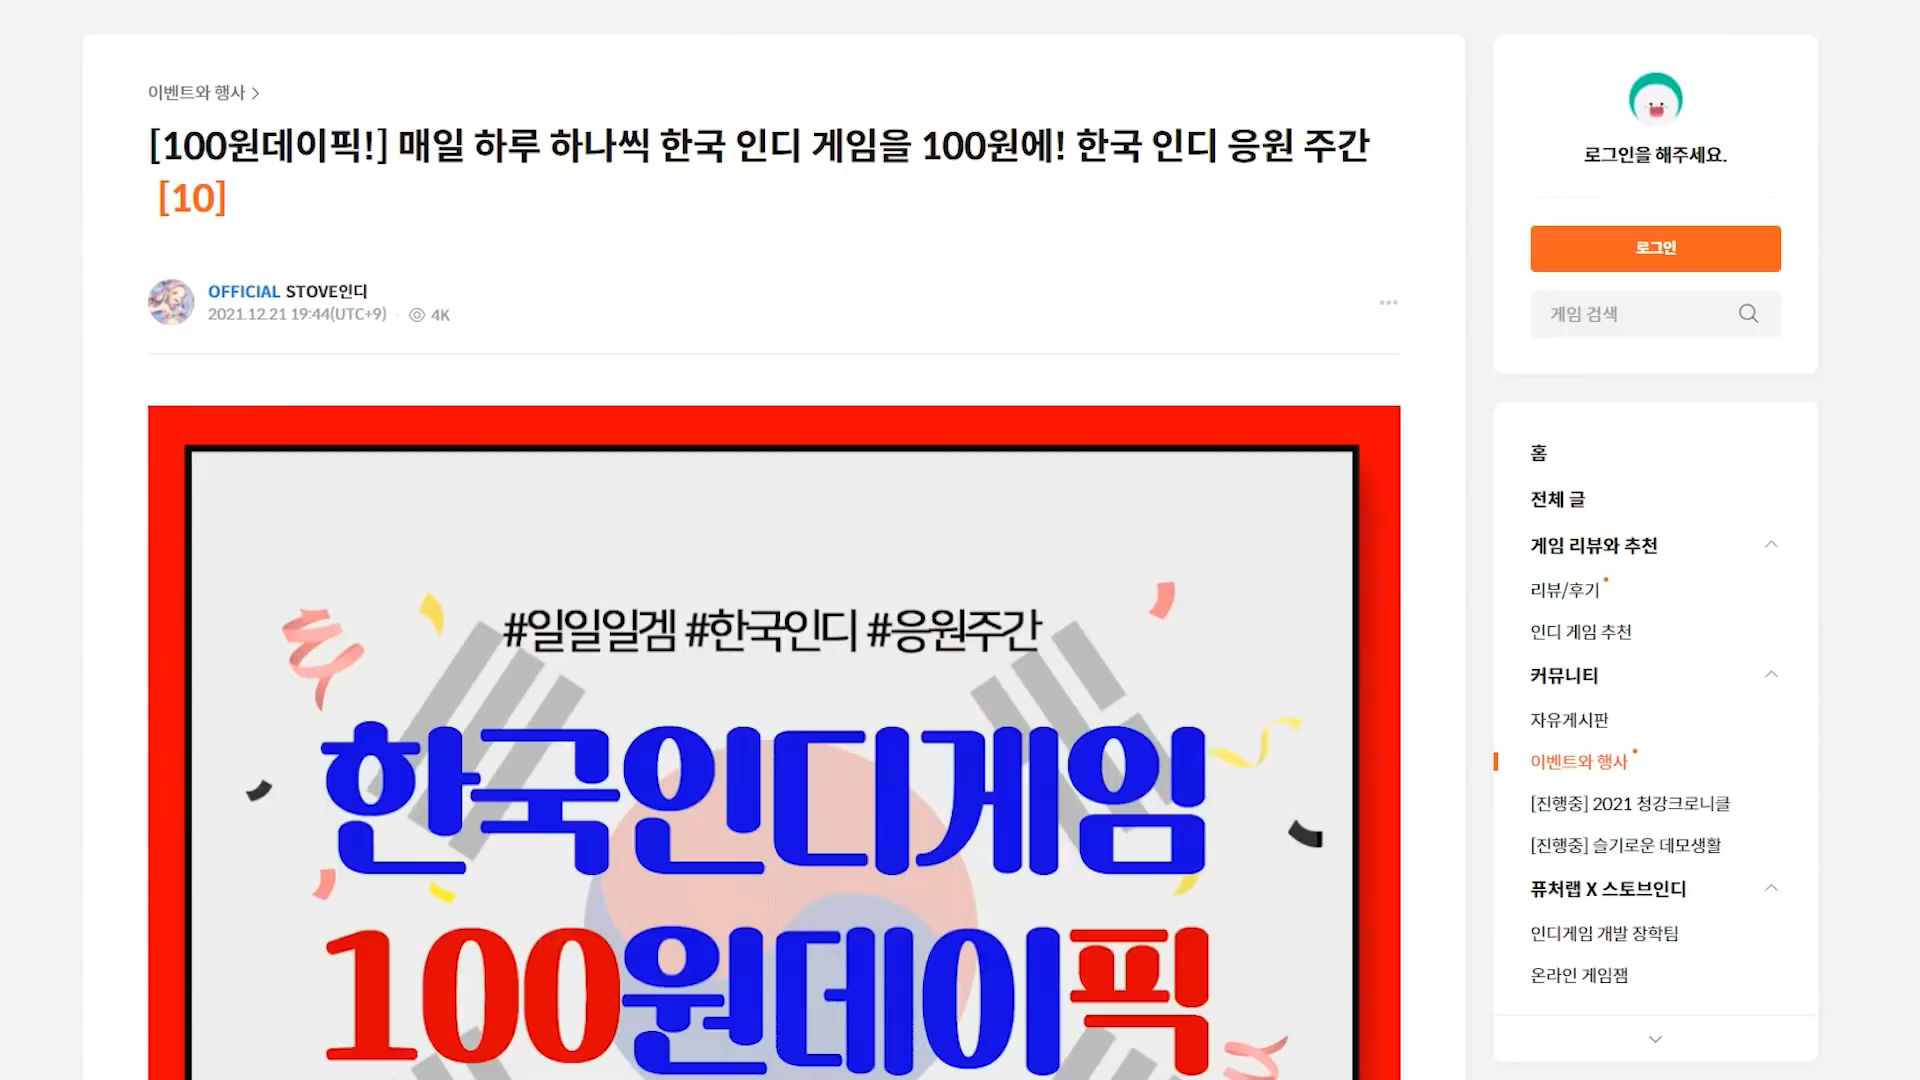 이벤트와 행사
[100원데이픽!] 매일 하루 하나씩 한국 인디 게임을 100원에! 한국 인디 응원 주간
[10]
OFFICIAL STOVE인디
2021.12.21 19:44(UTC+9) · 4K
#일일일겜 #한국인디 #응원주간
한국인디게임
100원데이픽
로그인을 해주세요.
로그인
게임 검색
홈
전체 글
게임 리뷰와 추천
리뷰/후기
인디 게임 추천
커뮤니티
자유게시판
이벤트와 행사
[진행중] 2021 청강크로니클
[진행중] 슬기로운 데모생활
퓨처랩 X 스토브인디
인디게임 개발 장학팀
온라인 게임잼